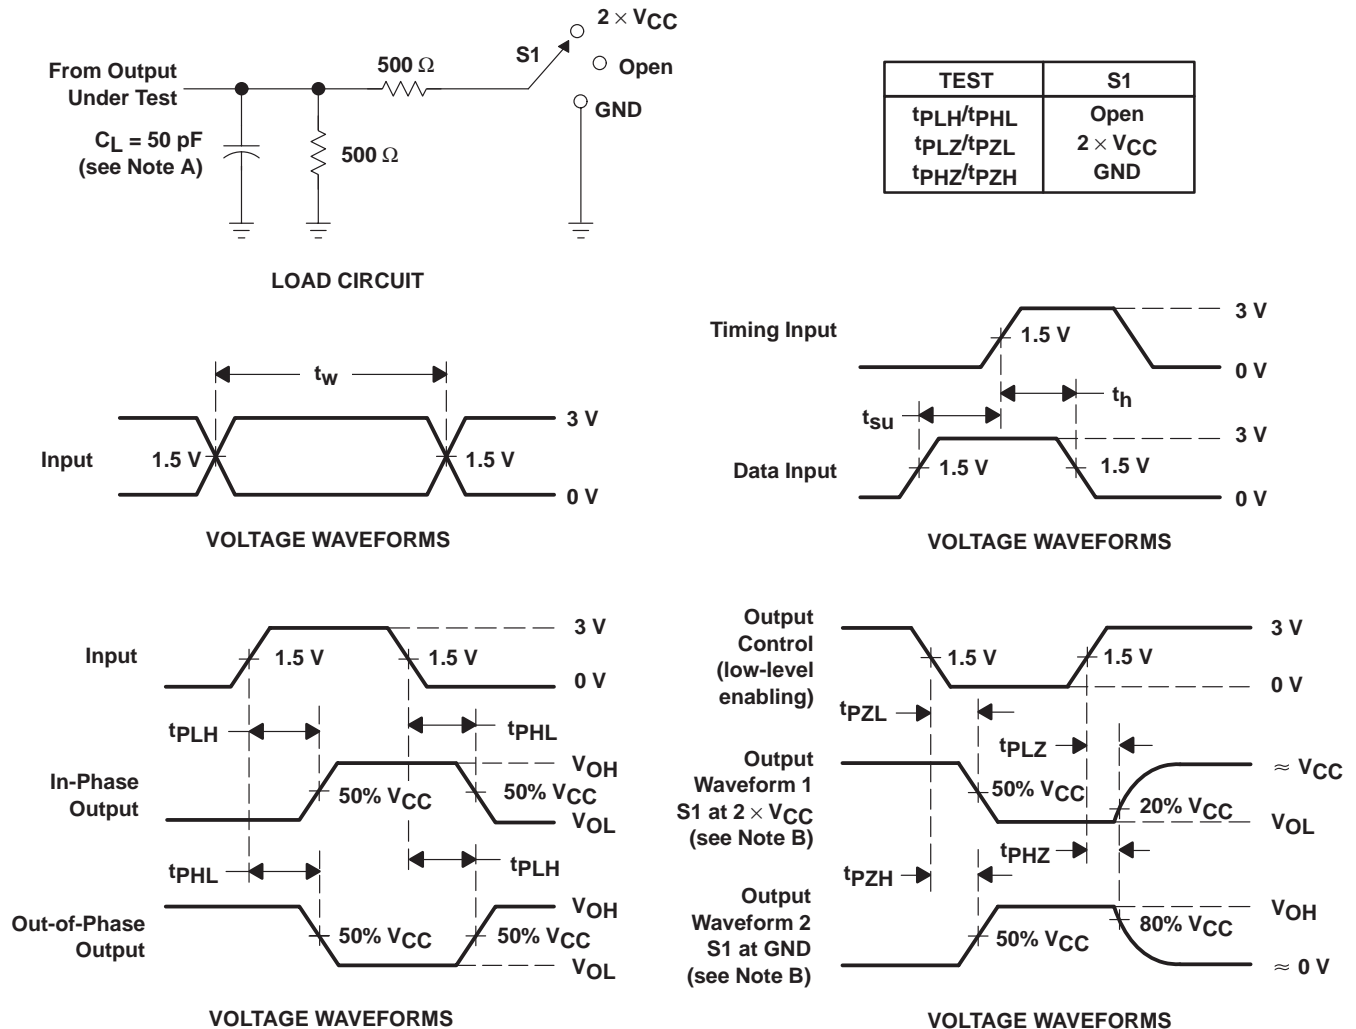 2 × VCC
S1
Open
GND
From Output
Under Test
500 Ω
CL = 50 pF
(see Note A)
500 Ω
LOAD CIRCUIT
TEST S1
tPLH/tPHL Open
tPLZ/tPZL 2 × VCC
tPHZ/tPZH GND
tw
3 V
Input 1.5 V 1.5 V
0 V
VOLTAGE WAVEFORMS
3 V
Timing Input 1.5 V
0 V
th
tsu
3 V
Data Input 1.5 V 1.5 V
0 V
VOLTAGE WAVEFORMS
3 V
Input 1.5 V 1.5 V
0 V
tPLH tPHL
VOH
In-Phase
Output
50% VCC 50% VCC
VOL
tPHL tPLH
VOH
Out-of-Phase
Output
50% VCC 50% VCC
VOL
VOLTAGE WAVEFORMS
Output
Control
(low-level
enabling)
3 V
1.5 V 1.5 V
0 V
tPZL
tPLZ
Output
Waveform 1
S1 at 2 × VCC
(see Note B)
≈ VCC
50% VCC 20% VCC
VOL
tPHZ
tPZH
Output
Waveform 2
S1 at GND
(see Note B)
VOH
50% VCC 80% VCC
≈ 0 V
VOLTAGE WAVEFORMS